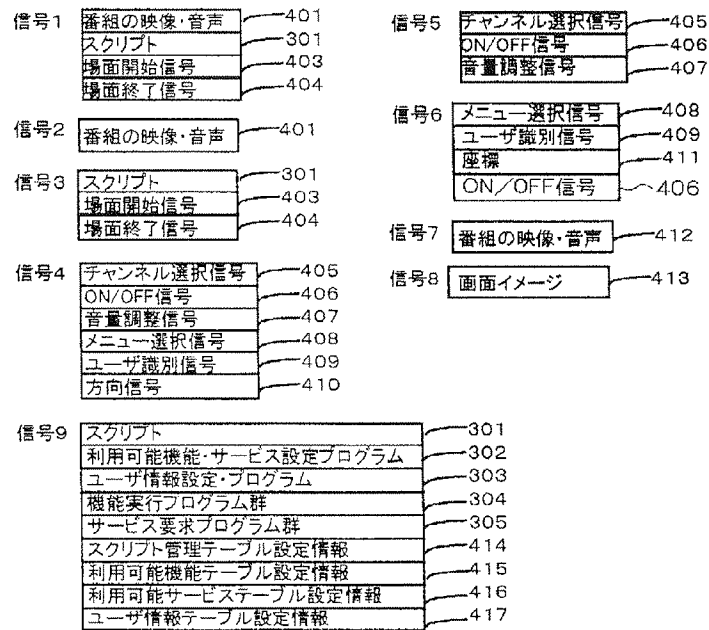 信号1
番組の映像・音声 401
スクリプト 301
場面開始信号 403
場面終了信号 404
信号2
番組の映像・音声 401
信号3
スクリプト 301
場面開始信号 403
場面終了信号 404
信号4
チャンネル選択信号 405
ON/OFF信号 406
音量調整信号 407
メニュー選択信号 408
ユーザ識別信号 409
方向信号 410
信号5
チャンネル選択信号 405
ON/OFF信号 406
音量調整信号 407
信号6
メニュー選択信号 408
ユーザ識別信号 409
座標 411
ON/OFF信号 406
信号7
番組の映像・音声 412
信号8
画面イメージ 413
信号9
スクリプト 301
利用可能機能・サービス設定プログラム 302
ユーザ情報設定・プログラム 303
機能実行プログラム群 304
サービス要求プログラム群 305
スクリプト管理テーブル設定情報 414
利用可能機能テーブル設定情報 415
利用可能サービステーブル設定情報 416
ユーザ情報テーブル設定情報 417